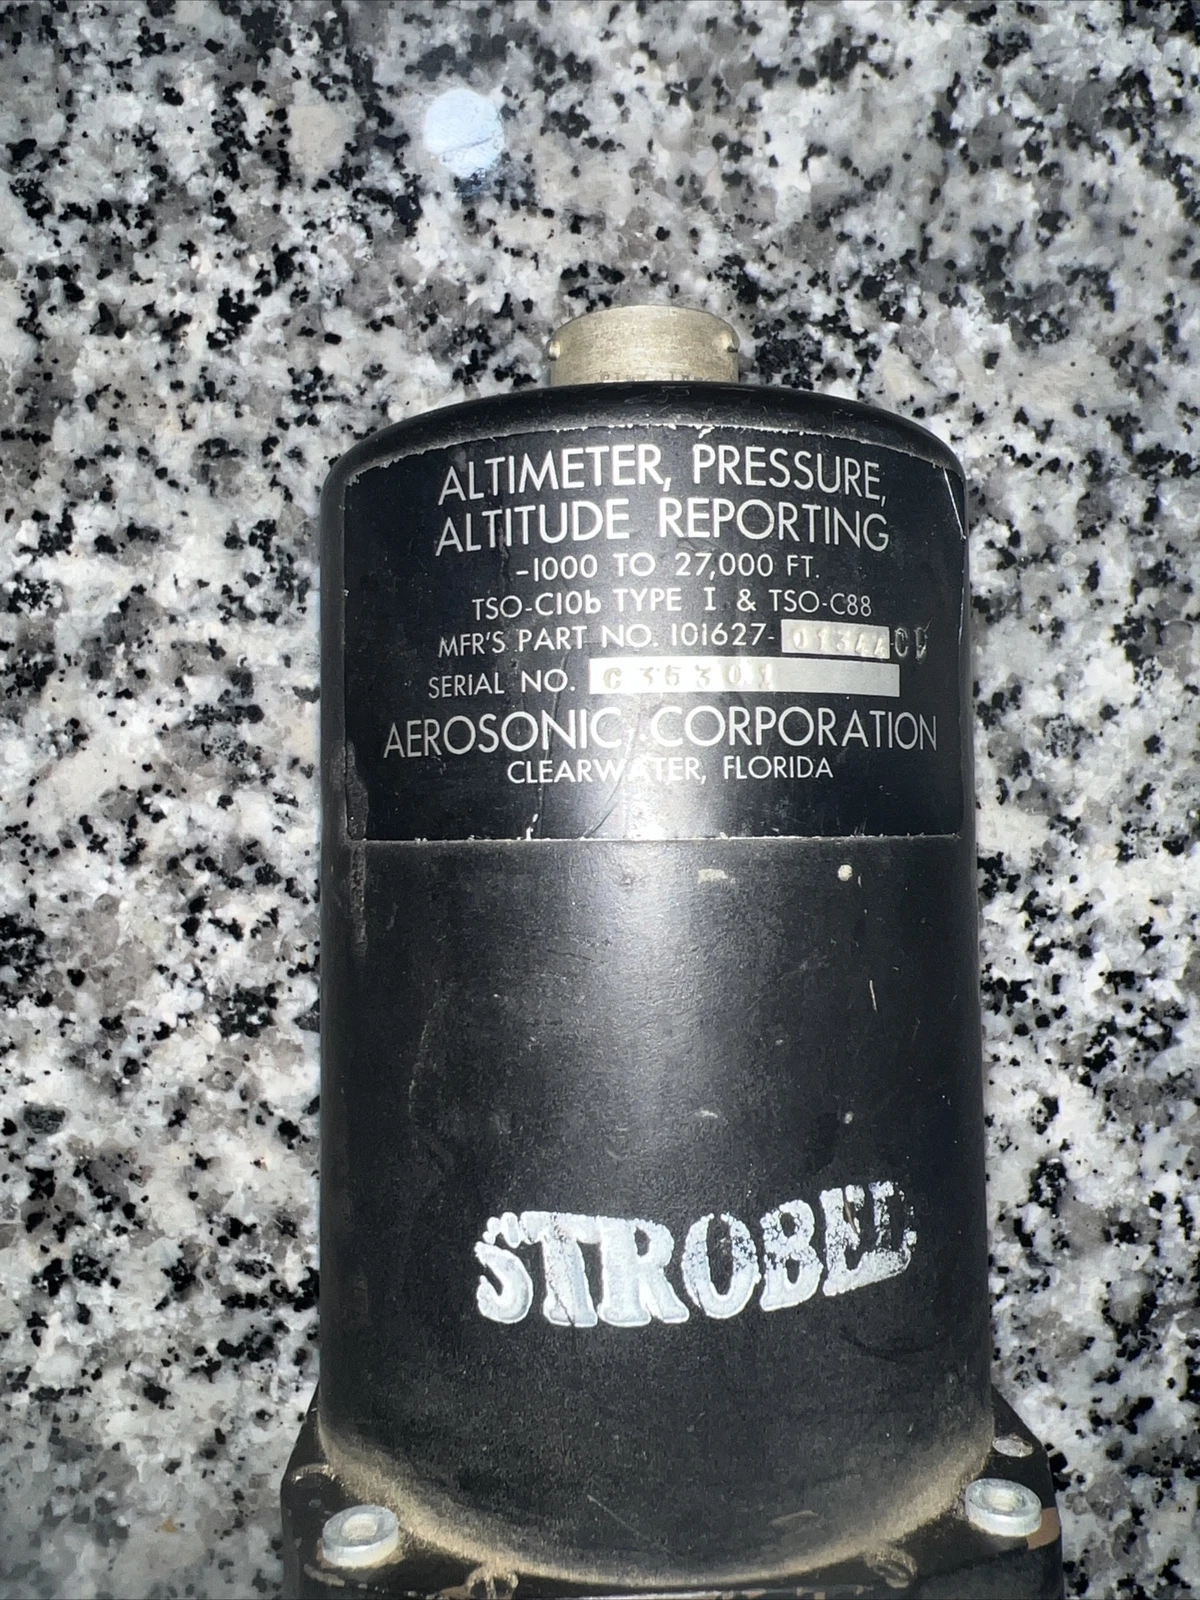 ALTIMETER, PRESSURE,
ALTITUDE REPORTING
-1000 TO 27,000 FT.
TSO-C10b TYPE I & TSO-C88
MFR'S PART NO. 101627-
SERIAL NO. C35301
AEROSONIC CORPORATION
CLEARWATER, FLORIDA
STROBEL